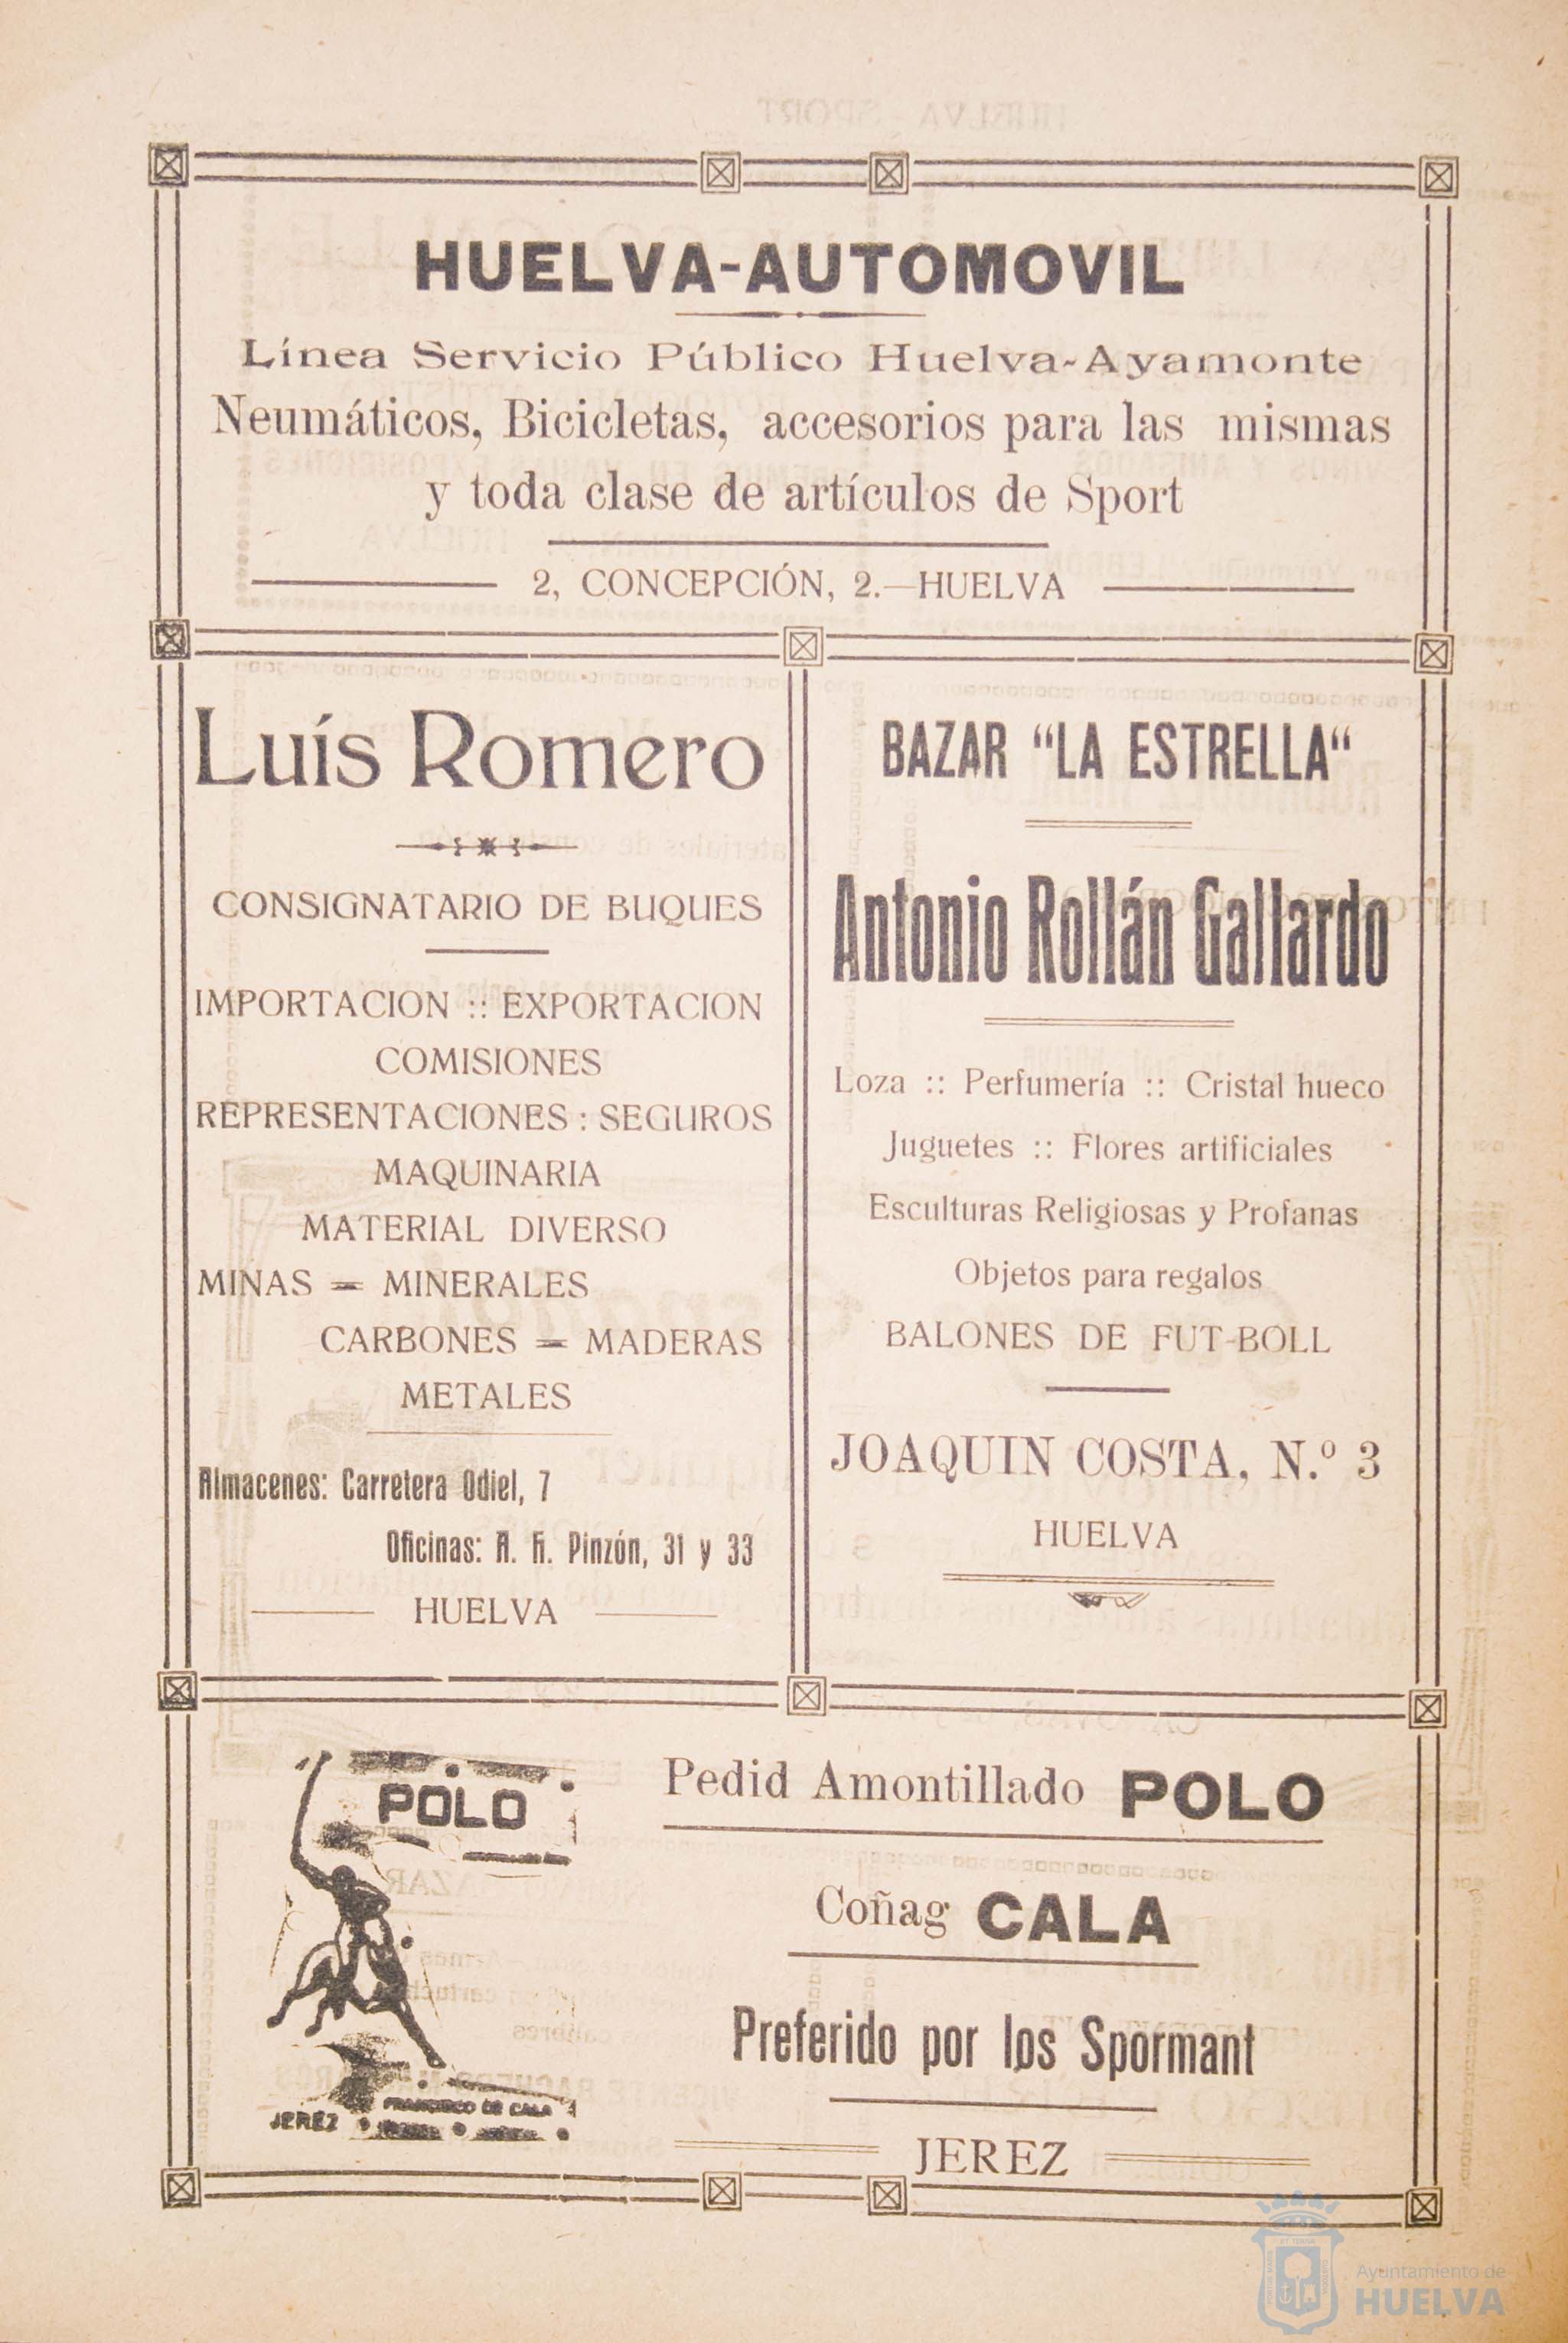 HUELVA-AUTOMOVIL
Línea Servicio Público Huelva-Ayamonte
Neumáticos, Bicicletas, accesorios para las mismas
y toda clase de artículos de Sport
2, CONCEPCIÓN, 2.—HUELVA
Luís Romero
CONSIGNATARIO DE BUQUES
IMPORTACION :: EXPORTACION
COMISIONES
REPRESENTACIONES : SEGUROS
MAQUINARIA
MATERIAL DIVERSO
MINAS = MINERALES
CARBONES = MADERAS
METALES
Almacenes: Carretera Odiel, 7
Oficinas: A. H. Pinzón, 31 y 33
HUELVA
BAZAR “LA ESTRELLA“
Antonio Rollán Gallardo
Loza :: Perfumería :: Cristal hueco
Juguetes :: Flores artificiales
Esculturas Religiosas y Profanas
Objetos para regalos
BALONES DE FUT-BOLL
JOAQUIN COSTA, N.º 3
HUELVA
POLO
FRANCISCO DE CALA
JEREZ
Pedid Amontillado POLO
Coñag CALA
Preferido por los Spormant
JEREZ
Ayuntamiento de
HUELVA